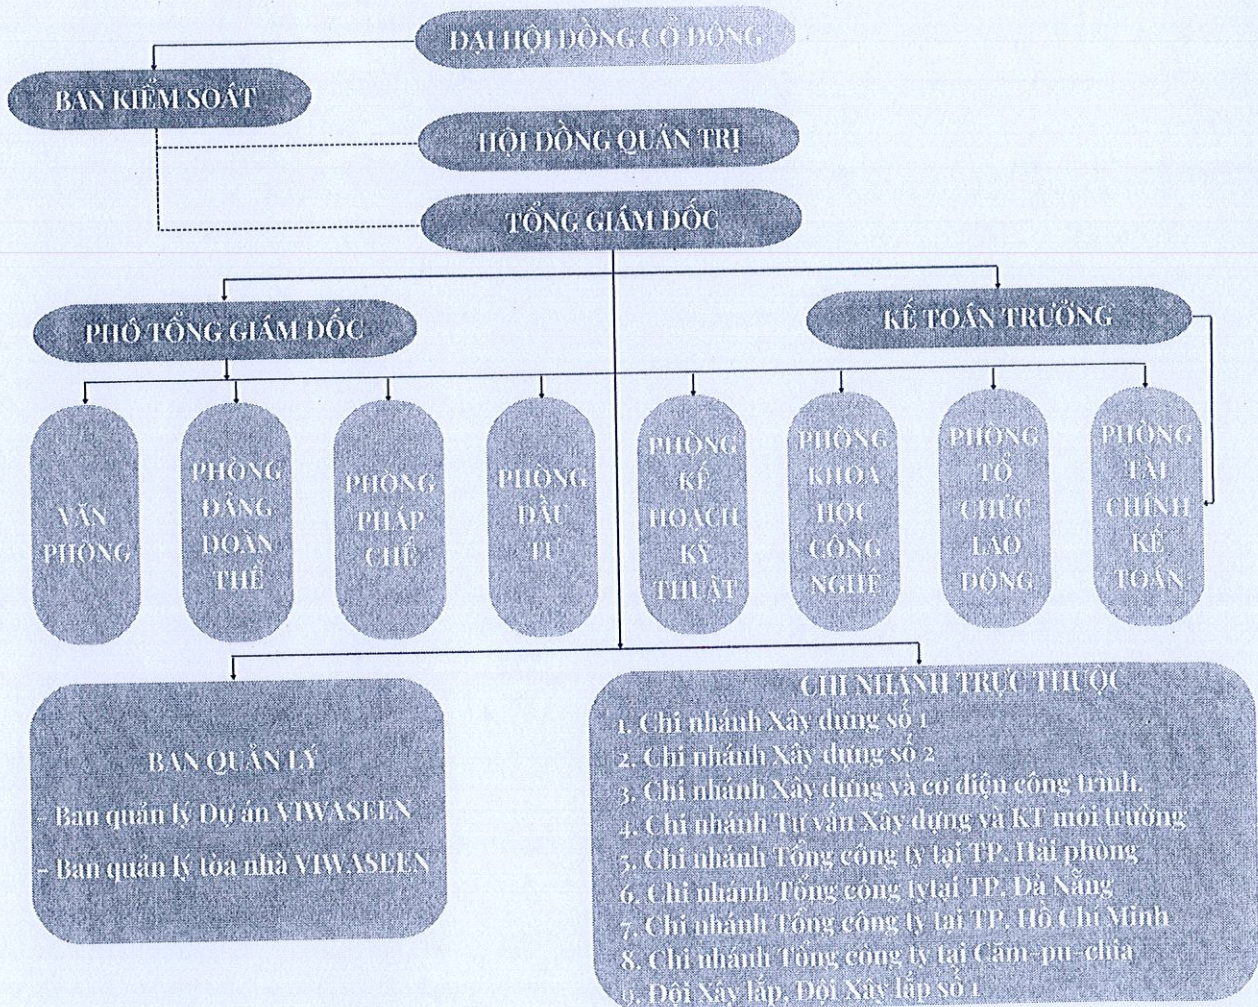 ĐẠI HỘI ĐỒNG CỔ ĐÔNG
BAN KIỂM SOÁT
HỘI ĐỒNG QUẢN TRỊ
TỔNG GIÁM ĐỐC
PHÓ TỔNG GIÁM ĐỐC
KẾ TOÁN TRƯỞNG
VĂN
PHÒNG
PHÒNG
ĐẢNG
ĐOÀN
THỂ
PHÒNG
PHÁP
CHẾ
PHÒNG
ĐẦU
TƯ
PHÒNG
KẾ
HOẠCH
KỸ
THUẬT
PHÒNG
KHOA
HỌC
CÔNG
NGHỆ
PHÒNG
TỔ
CHỨC
LAO
ĐỘNG
PHÒNG
TÀI
CHÍNH
KẾ
TOÁN
BAN QUẢN LÝ
- Ban quản lý Dự án VIWASEEN
- Ban quản lý tòa nhà VIWASEEN
CHI NHÁNH TRỰC THUỘC
1. Chi nhánh Xây dựng số 1
2. Chi nhánh Xây dựng số 2
3. Chi nhánh Xây dựng và cơ điện công trình.
4. Chi nhánh Tư vấn Xây dựng và KT môi trường
5. Chi nhánh Tổng công ty tại TP. Hải phòng
6. Chi nhánh Tổng công tytại TP. Đà Nẵng
7. Chi nhánh Tổng công ty tại TP. Hồ Chí Minh
8. Chi nhánh Tổng công ty tại Căm-pu-chia
9. Đội Xây lắp, Đội Xây lắp số 1